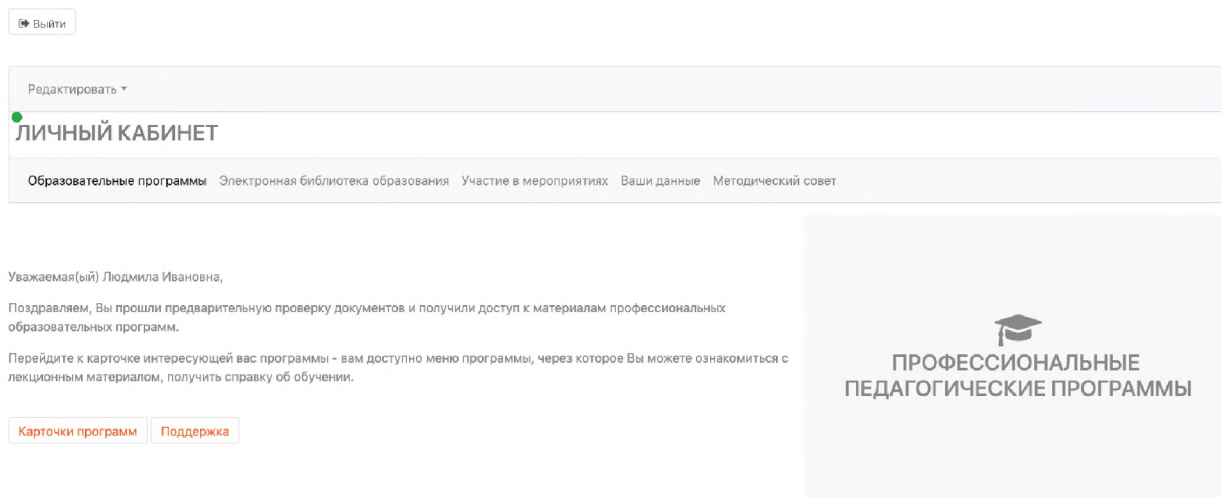 Выйти
Редактировать
ЛИЧНЫЙ КАБИНЕТ
Образовательные программы Электронная библиотека образования Участие в мероприятиях Ваши данные Методический совет
Уважаемая(ый) Людмила Ивановна,
Поздравляем, Вы прошли предварительную проверку документов и получили доступ к материалам профессиональных
образовательных программ.
Перейдите к карточке интересующей вас программы - вам доступно меню программы, через которое Вы можете ознакомиться с
лекционным материалом, получить справку об обучении.
Карточки программ Поддержка
ПРОФЕССИОНАЛЬНЫЕ
ПЕДАГОГИЧЕСКИЕ ПРОГРАММЫ